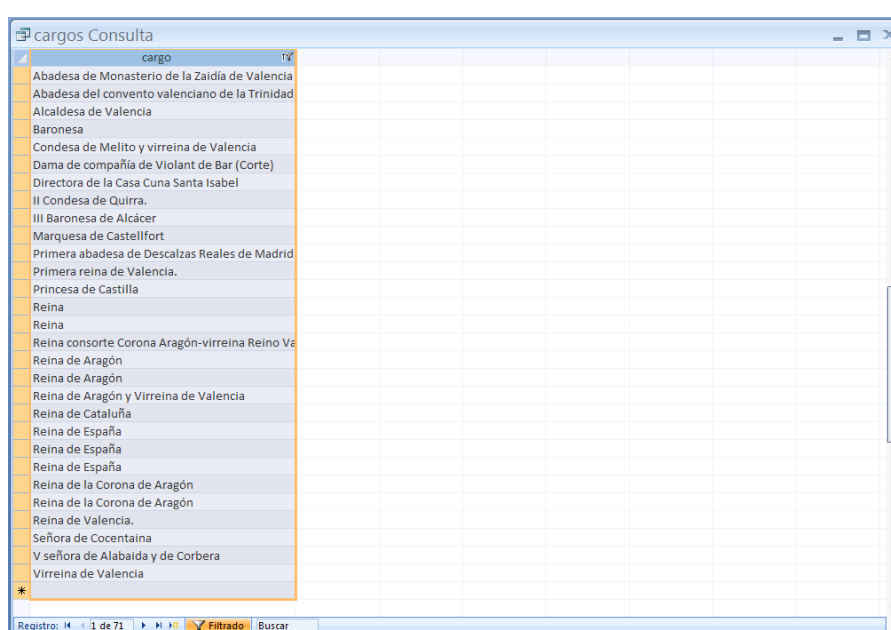 cargos Consulta
cargo
Abadesa de Monasterio de la Zaidía de Valencia
Abadesa del convento valenciano de la Trinidad
Alcaldesa de Valencia
Baronesa
Condesa de Melito y virreina de Valencia
Dama de compañía de Violant de Bar (Corte)
Directora de la Casa Cuna Santa Isabel
II Condesa de Quirra.
III Baronesa de Alcácer
Marquesa de Castellfort
Primera abadesa de Descalzas Reales de Madrid
Primera reina de Valencia.
Princesa de Castilla
Reina
Reina
Reina consorte Corona Aragón-virreina Reino Va
Reina de Aragón
Reina de Aragón
Reina de Aragón y Virreina de Valencia
Reina de Cataluña
Reina de España
Reina de España
Reina de España
Reina de la Corona de Aragón
Reina de la Corona de Aragón
Reina de Valencia.
Señora de Cocentaina
V señora de Alabaida y de Corbera
Virreina de Valencia
Registro: 1 de 71 Filtrado Buscar